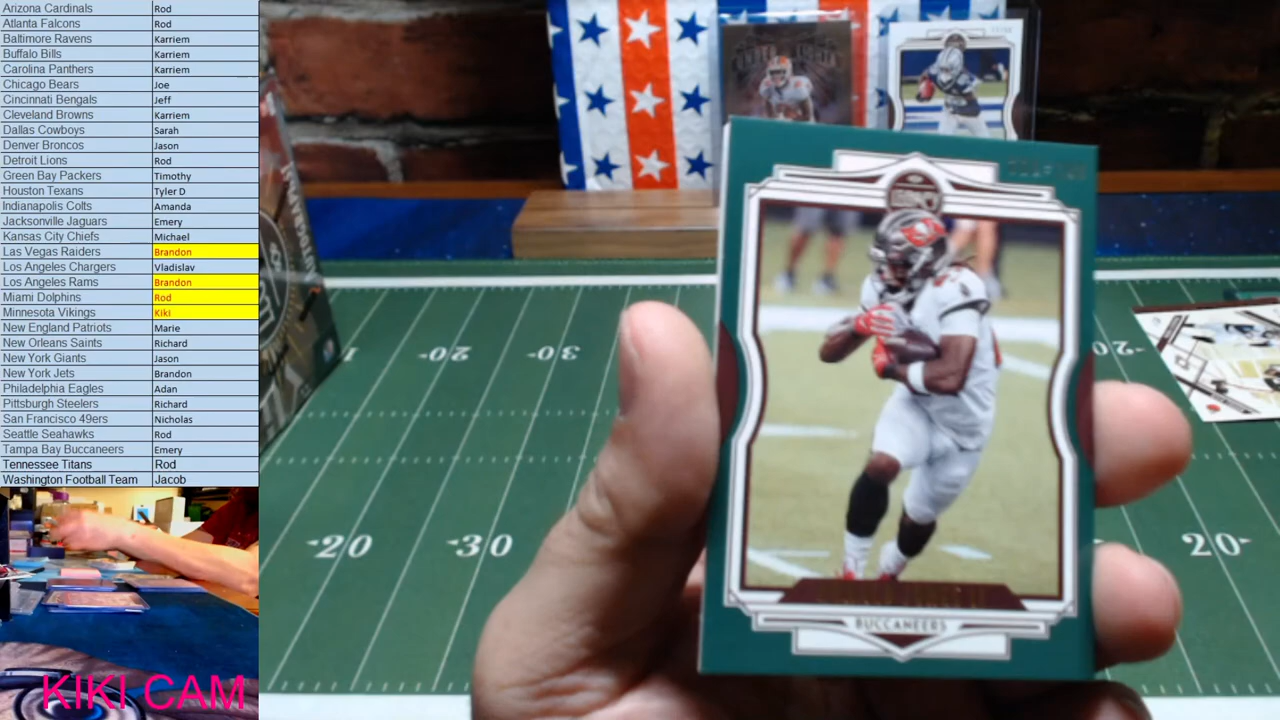 Arizona Cardinals Rod
Atlanta Falcons Rod
Baltimore Ravens Karriem
Buffalo Bills Karriem
Carolina Panthers Karriem
Chicago Bears Joe
Cincinnati Bengals Jeff
Cleveland Browns Karriem
Dallas Cowboys Sarah
Denver Broncos Jason
Detroit Lions Rod
Green Bay Packers Timothy
Houston Texans Tyler D
Indianapolis Colts Amanda
Jacksonville Jaguars Emery
Kansas City Chiefs Michael
Las Vegas Raiders Brandon
Los Angeles Chargers Vladislav
Los Angeles Rams Brandon
Miami Dolphins Rod
Minnesota Vikings Kiki
New England Patriots Marie
New Orleans Saints Richard
New York Giants Jason
New York Jets Brandon
Philadelphia Eagles Adan
Pittsburgh Steelers Richard
San Francisco 49ers Nicholas
Seattle Seahawks Rod
Tampa Bay Buccaneers Emery
Tennessee Titans Rod
Washington Football Team Jacob
KIKI CAM
LEGACY
BUCCANEERS
20 30
20
20 30
20